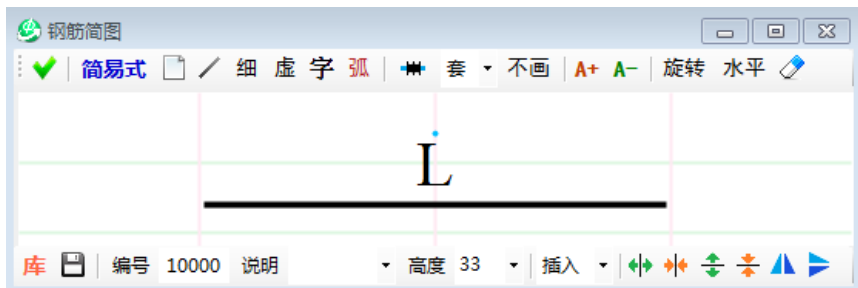 钢筋简图
简易式 细 虚 字 弧 套 不画 A+ A- 旋转 水平
L
库 编号 10000 说明 高度 33 插入